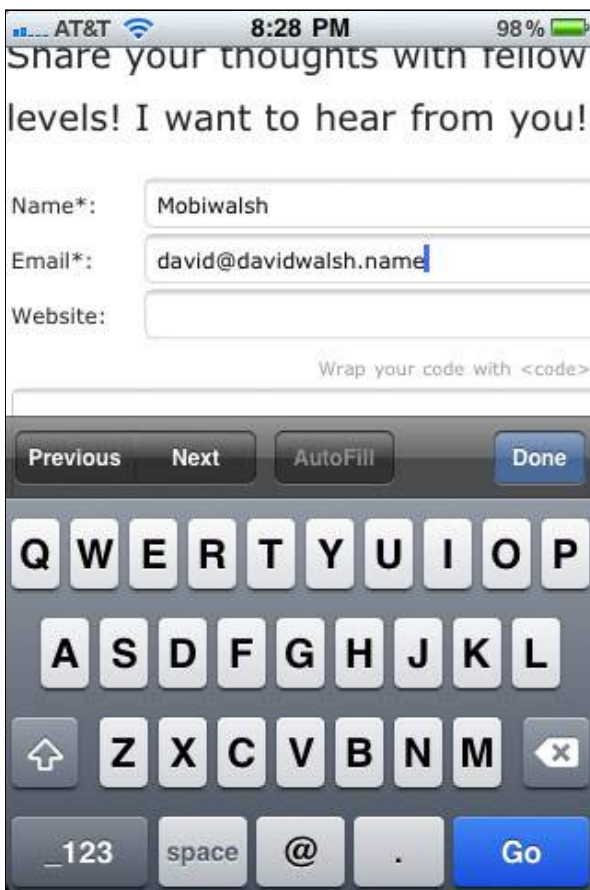 AT&T 8:28 PM 98%
Share your thoughts with fellow
levels! I want to hear from you!
Name*: Mobiwalsh
Email*: david@davidwalsh.name
Website:
Wrap your code with <code>
Previous Next AutoFill Done
Q W E R T Y U I O P
A S D F G H J K L
Z X C V B N M
_123 space @ . Go